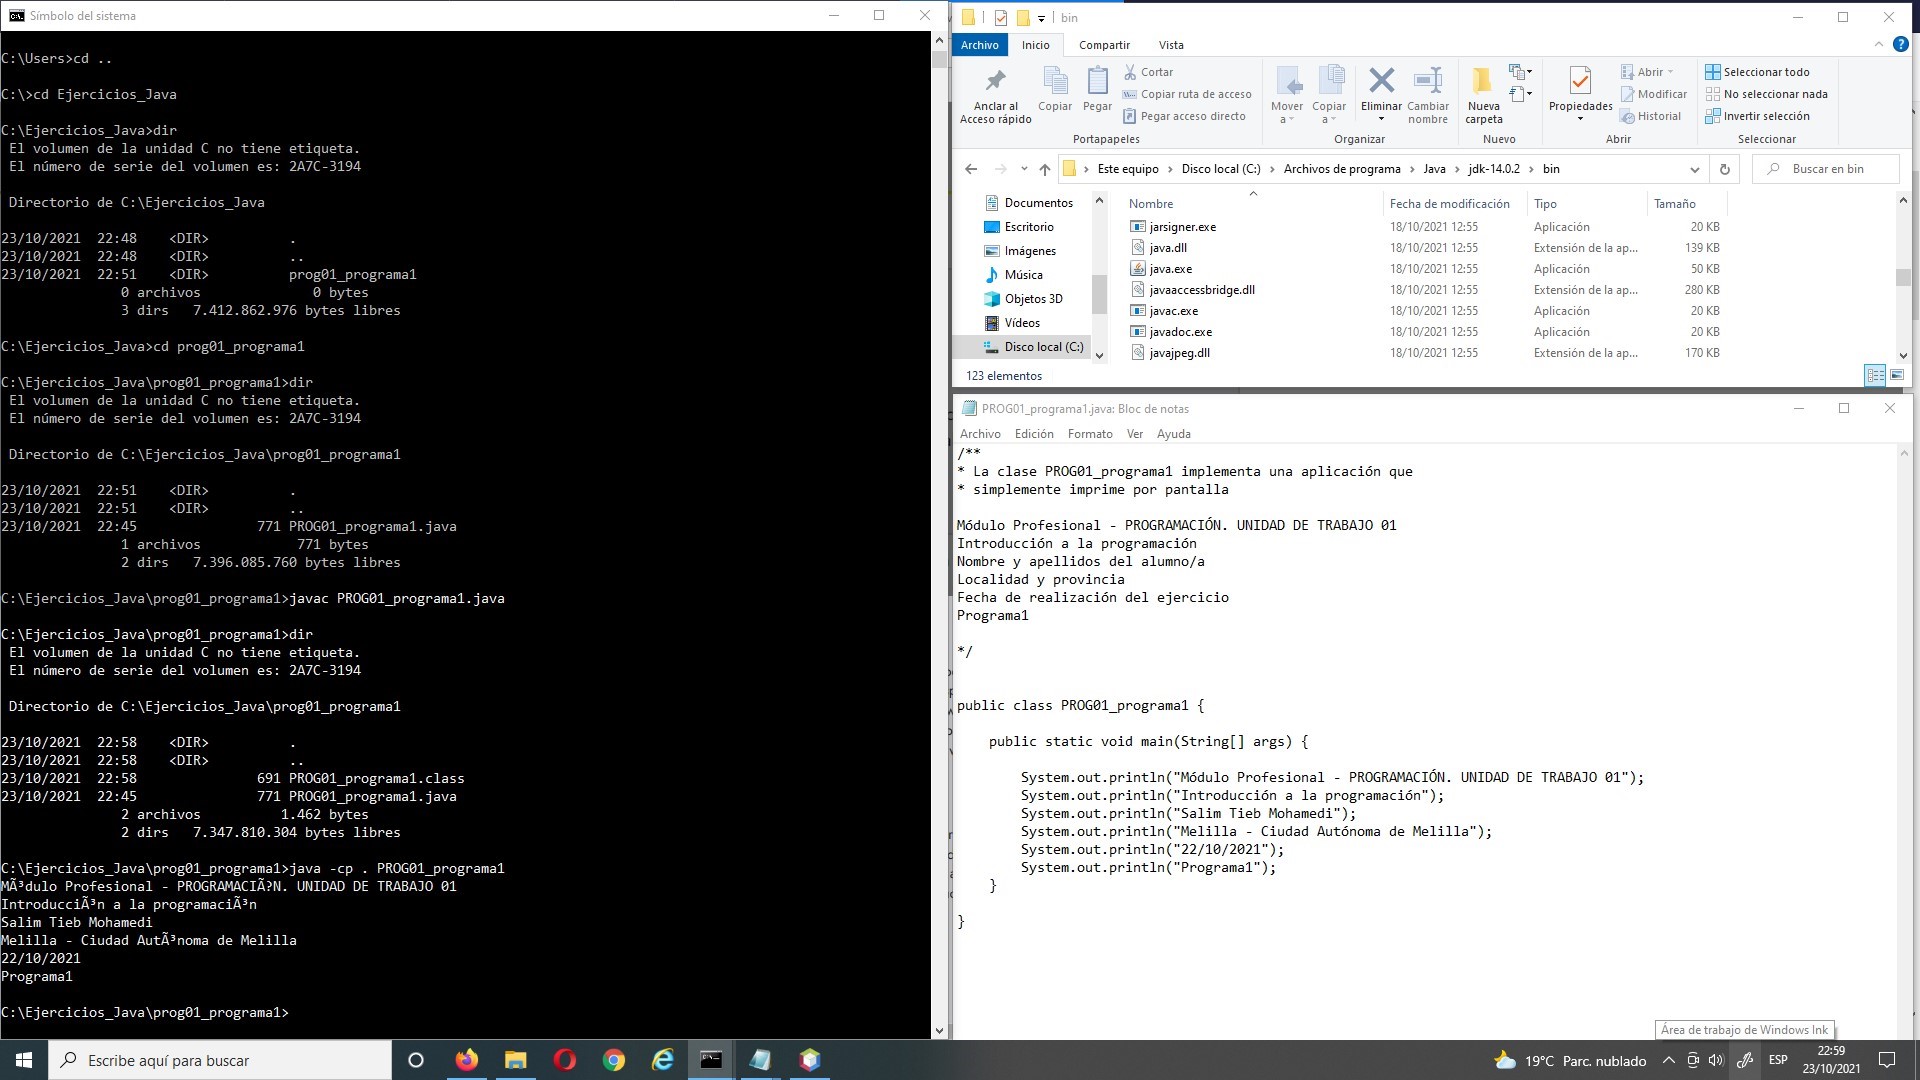 Símbolo del sistema
C:\Users>cd ..
C:\>cd Ejercicios_Java
C:\Ejercicios_Java>dir
 El volumen de la unidad C no tiene etiqueta.
 El número de serie del volumen es: 2A7C-3194
 Directorio de C:\Ejercicios_Java
23/10/2021  22:48    <DIR>          .
23/10/2021  22:48    <DIR>          ..
23/10/2021  22:51    <DIR>          prog01_programa1
               0 archivos              0 bytes
               3 dirs   7.412.862.976 bytes libres
C:\Ejercicios_Java>cd prog01_programa1
C:\Ejercicios_Java\prog01_programa1>dir
 El volumen de la unidad C no tiene etiqueta.
 El número de serie del volumen es: 2A7C-3194
 Directorio de C:\Ejercicios_Java\prog01_programa1
23/10/2021  22:51    <DIR>          .
23/10/2021  22:51    <DIR>          ..
23/10/2021  22:45               771 PROG01_programa1.java
               1 archivos            771 bytes
               2 dirs   7.396.085.760 bytes libres
C:\Ejercicios_Java\prog01_programa1>javac PROG01_programa1.java
C:\Ejercicios_Java\prog01_programa1>dir
 El volumen de la unidad C no tiene etiqueta.
 El número de serie del volumen es: 2A7C-3194
 Directorio de C:\Ejercicios_Java\prog01_programa1
23/10/2021  22:58    <DIR>          .
23/10/2021  22:58    <DIR>          ..
23/10/2021  22:58               691 PROG01_programa1.class
23/10/2021  22:45               771 PROG01_programa1.java
               2 archivos          1.462 bytes
               2 dirs   7.347.810.304 bytes libres
C:\Ejercicios_Java\prog01_programa1>java -cp . PROG01_programa1
MÃ³dulo Profesional - PROGRAMACIÃ?N. UNIDAD DE TRABAJO 01
IntroducciÃ³n a la programaciÃ³n
Salim Tieb Mohamedi
Melilla - Ciudad AutÃ³noma de Melilla
22/10/2021
Programa1
C:\Ejercicios_Java\prog01_programa1>
bin
Archivo Inicio Compartir Vista
Anclar al Acceso rápido
Copiar
Pegar
Cortar
Copiar ruta de acceso
Pegar acceso directo
Portapapeles
Mover a
Copiar a
Eliminar
Cambiar nombre
Organizar
Nueva carpeta
Nuevo
Propiedades
Abrir
Modificar
Historial
Abrir
Seleccionar todo
No seleccionar nada
Invertir selección
Seleccionar
Este equipo > Disco local (C:) > Archivos de programa > Java > jdk-14.0.2 > bin
Buscar en bin
Documentos
Escritorio
Imágenes
Música
Objetos 3D
Vídeos
Disco local (C:)
Nombre Fecha de modificación Tipo Tamaño
jarsigner.exe 18/10/2021 12:55 Aplicación 20 KB
java.dll 18/10/2021 12:55 Extensión de la ap... 139 KB
java.exe 18/10/2021 12:55 Aplicación 50 KB
javaaccessbridge.dll 18/10/2021 12:55 Extensión de la ap... 280 KB
javac.exe 18/10/2021 12:55 Aplicación 20 KB
javadoc.exe 18/10/2021 12:55 Aplicación 20 KB
javajpeg.dll 18/10/2021 12:55 Extensión de la ap... 170 KB
123 elementos
PROG01_programa1.java: Bloc de notas
Archivo Edición Formato Ver Ayuda
/**
* La clase PROG01_programa1 implementa una aplicación que
* simplemente imprime por pantalla
Módulo Profesional - PROGRAMACIÓN. UNIDAD DE TRABAJO 01
Introducción a la programación
Nombre y apellidos del alumno/a
Localidad y provincia
Fecha de realización del ejercicio
Programa1
*/
public class PROG01_programa1 {
    public static void main(String[] args) {
        System.out.println("Módulo Profesional - PROGRAMACIÓN. UNIDAD DE TRABAJO 01");
        System.out.println("Introducción a la programación");
        System.out.println("Salim Tieb Mohamedi");
        System.out.println("Melilla - Ciudad Autónoma de Melilla");
        System.out.println("22/10/2021");
        System.out.println("Programa1");
    }
}
Área de trabajo de Windows Ink
Escribe aquí para buscar
19°C Parc. nublado
ESP
22:59
23/10/2021